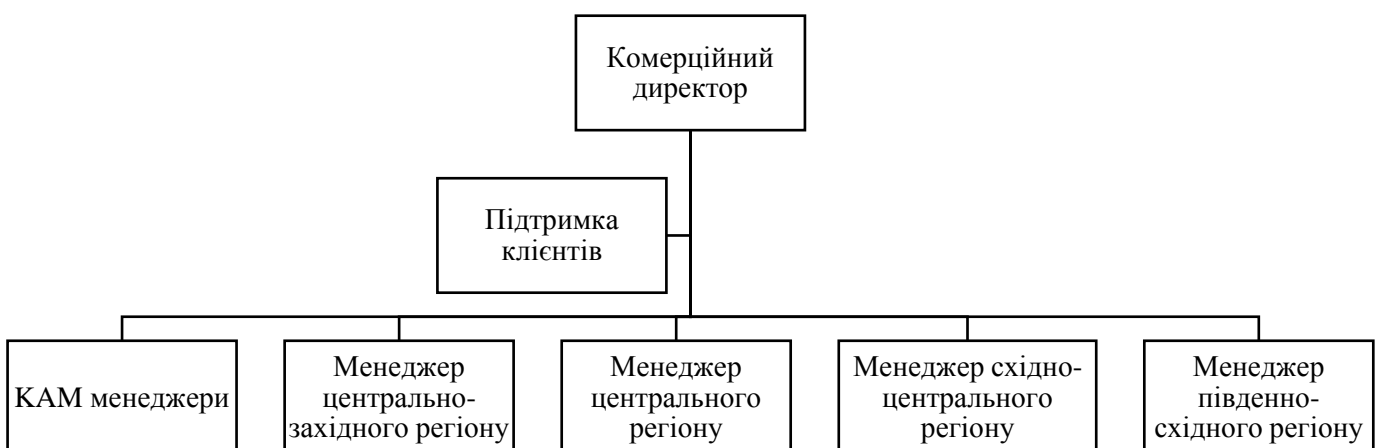 Комерційний
директор
Підтримка
клієнтів
КАМ менеджери
Менеджер
центрально-
західного регіону
Менеджер
центрального
регіону
Менеджер східно-
центрального
регіону
Менеджер
південно-
східного регіону